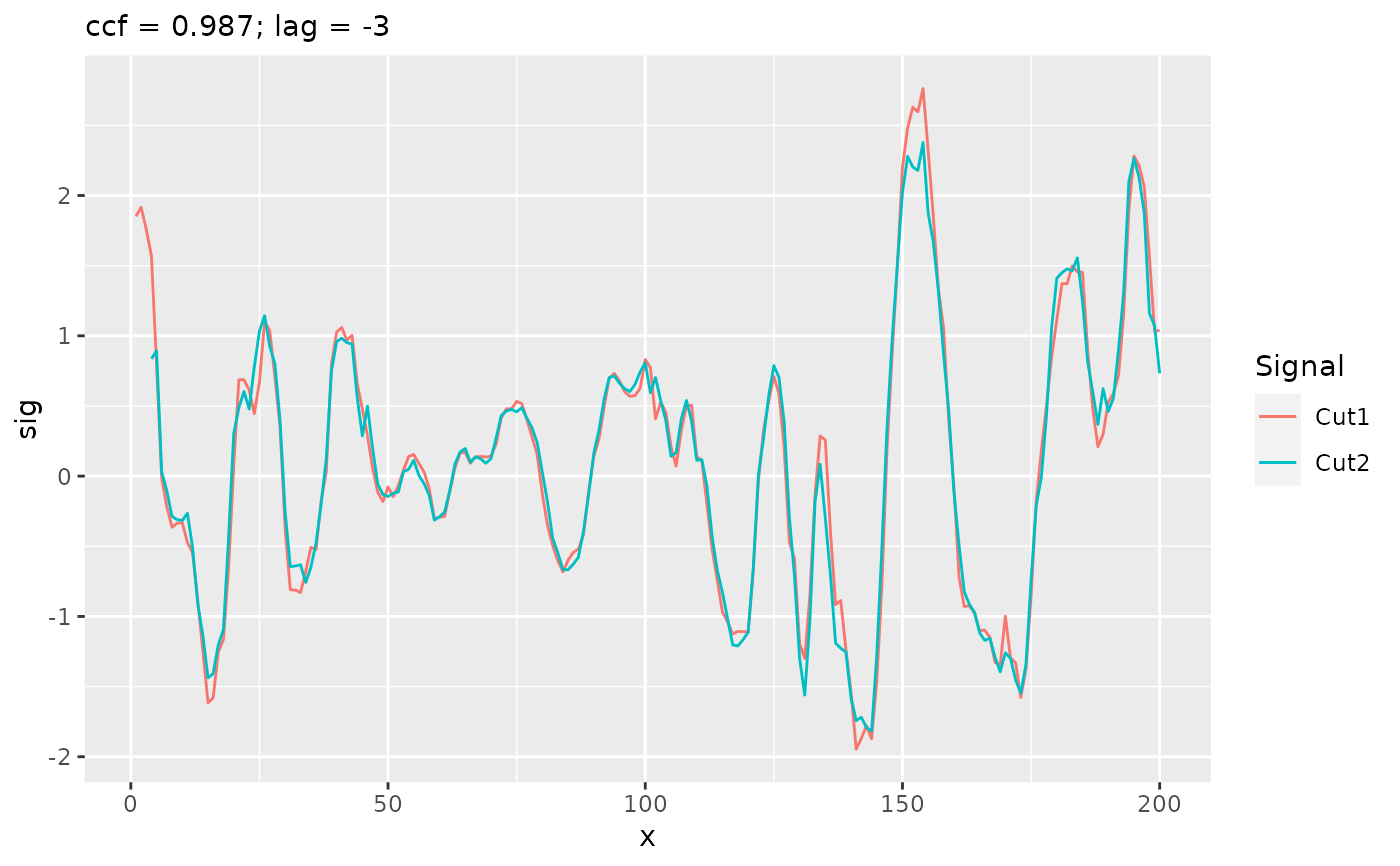 ccf = 0.987; lag = -3
2
1
0
-1
-2
sig
0 50 100 150 200
x
Signal
Cut1
Cut2